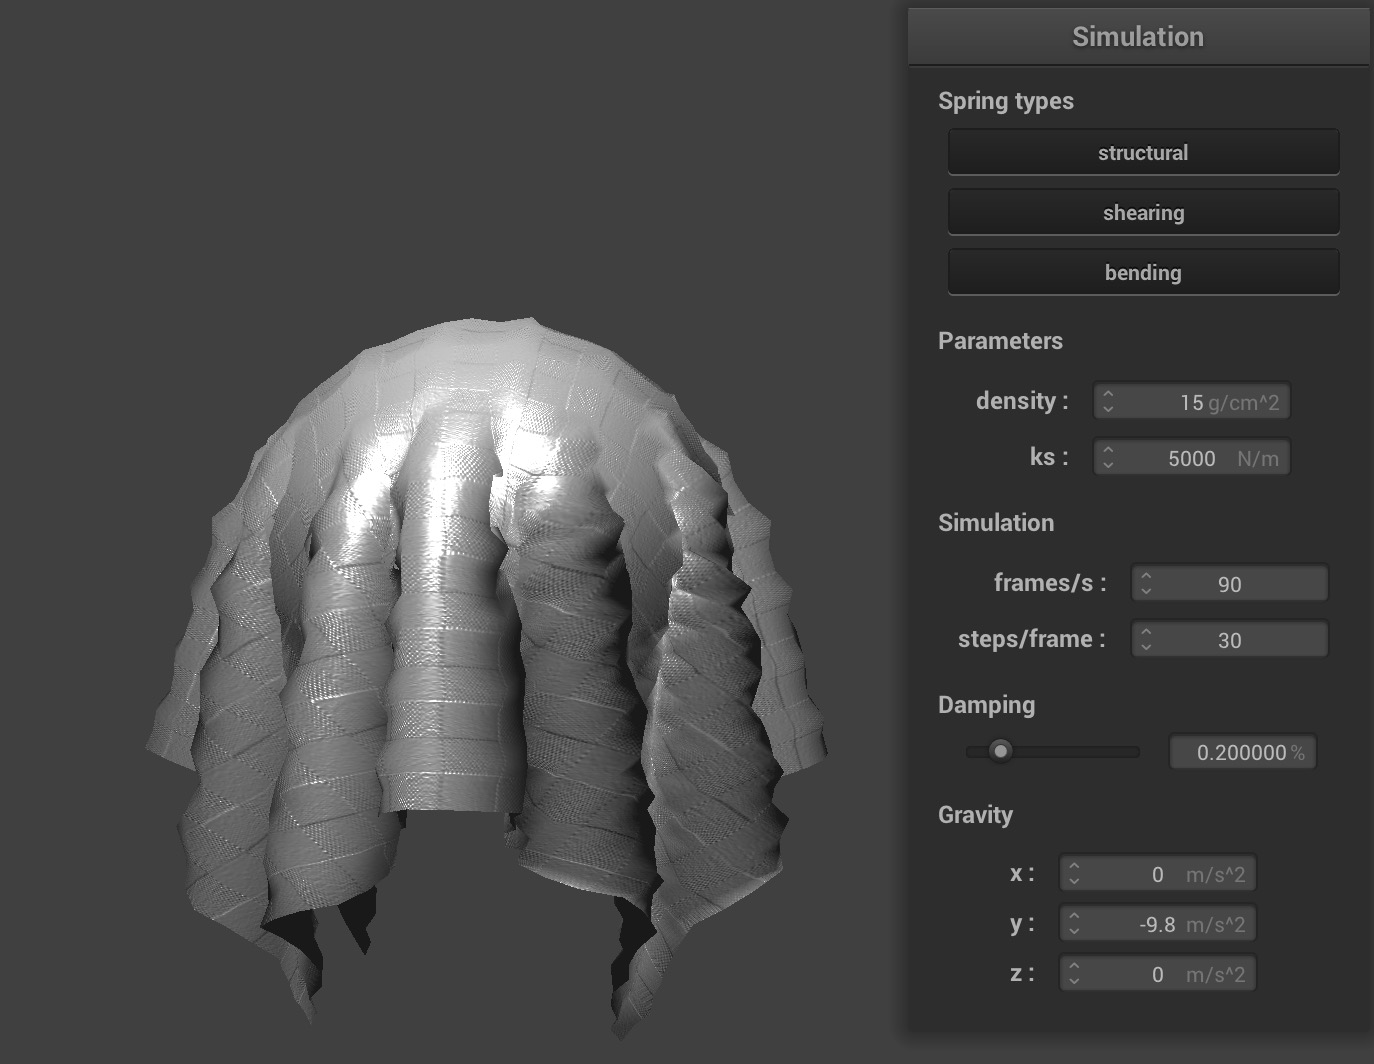 Simulation
Spring types
structural
shearing
bending
Parameters
density : 15 g/cm^2
ks : 5000 N/m
Simulation
frames/s : 90
steps/frame : 30
Damping
0.200000 %
Gravity
x : 0 m/s^2
y : -9.8 m/s^2
z : 0 m/s^2